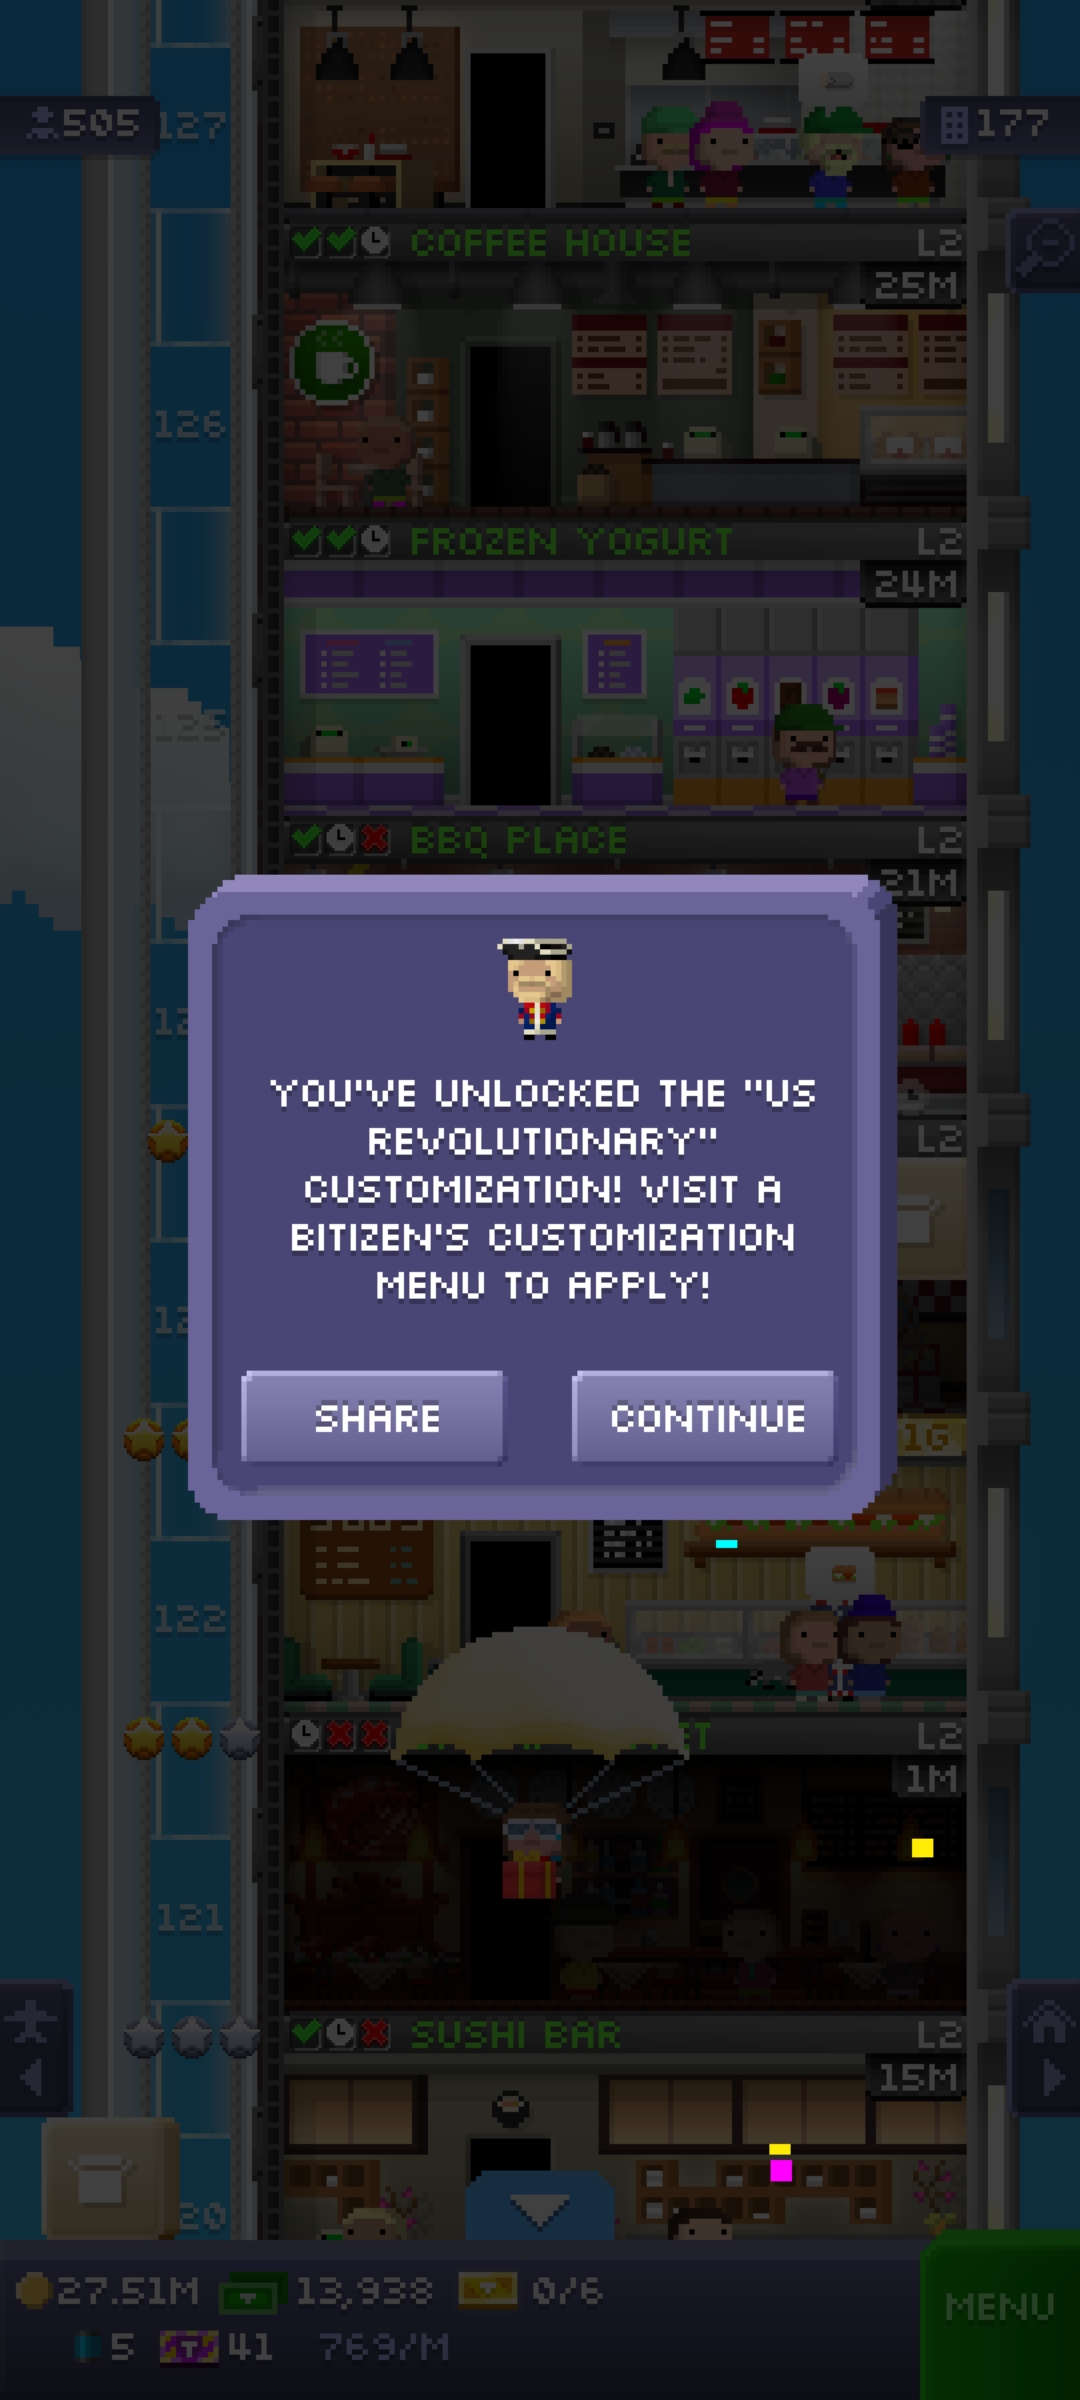 505
127
177
COFFEE HOUSE
L2
25M
126
FROZEN YOGURT
L2
24M
125
BBQ PLACE
L2
21M
YOU'VE UNLOCKED THE "US
REVOLUTIONARY"
CUSTOMIZATION! VISIT A
BITIZEN'S CUSTOMIZATION
MENU TO APPLY!
L2
SHARE
CONTINUE
1G
122
L2
1M
121
SUSHI BAR
L2
15M
20
27.51M
13,938
0/6
MENU
5
T
41
769/M